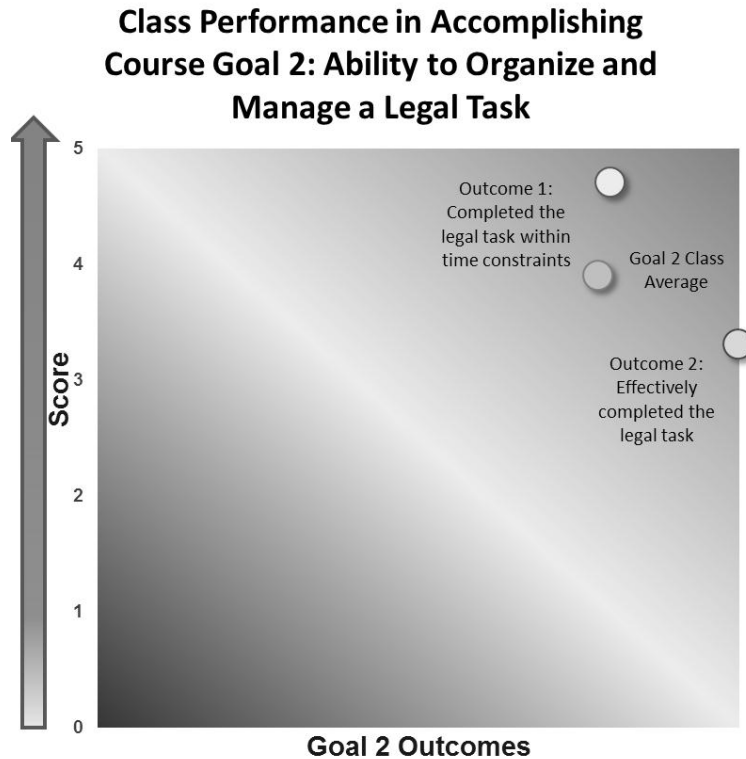 Class Performance in Accomplishing
Course Goal 2: Ability to Organize and
Manage a Legal Task
5
Outcome 1:
Completed the
legal task within
time constraints
4
Goal 2 Class
Average
Outcome 2:
Effectively
completed the
legal task
3
Score
2
1
0
Goal 2 Outcomes